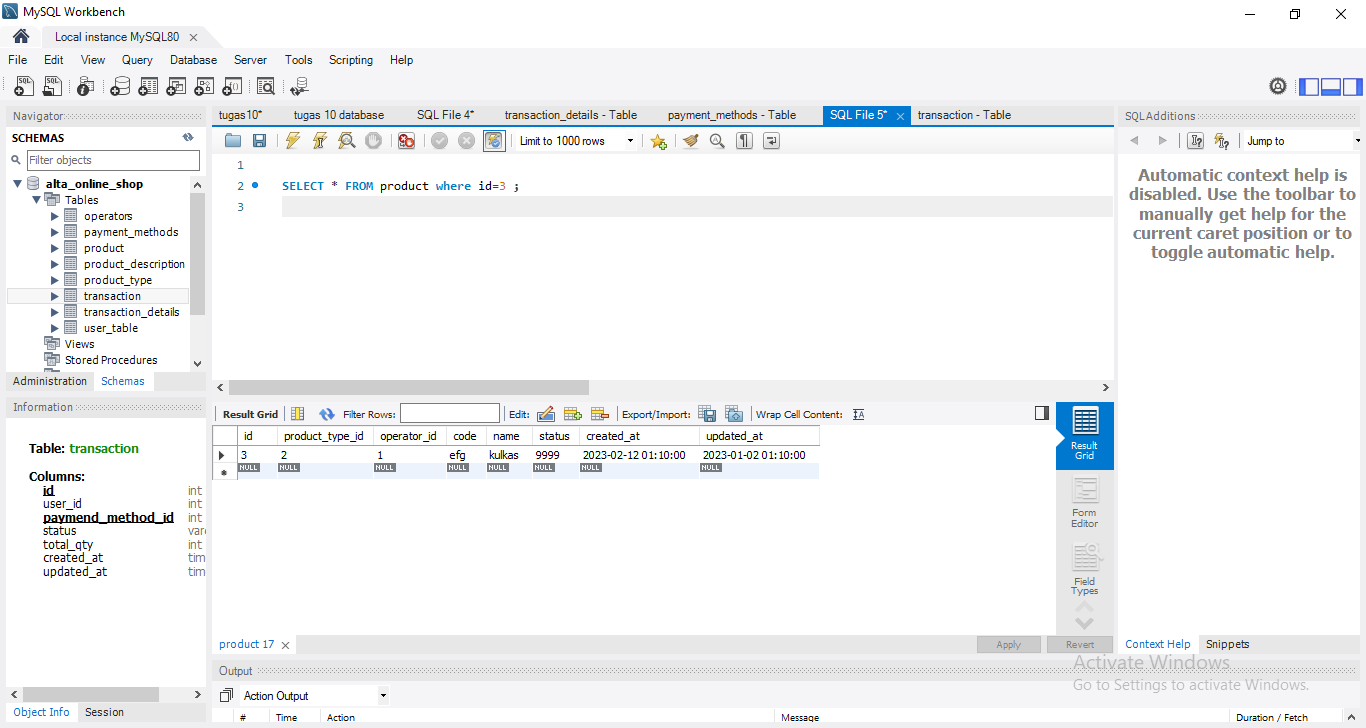 MySQL Workbench
Local instance MySQL80
File Edit View Query Database Server Tools Scripting Help
Navigator
SCHEMAS
Filter objects
alta_online_shop
Tables
operators
payment_methods
product
product_description
product_type
transaction
transaction_details
user_table
Views
Stored Procedures
Administration Schemas
Information
Table: transaction
Columns:
id int
user_id int
paymend_method_id int
status varc
total_qty int
created_at tim
updated_at tim
Object Info Session
tugas10* tugas 10 database SQL File 4* transaction_details - Table payment_methods - Table SQL File 5* transaction - Table
Limit to 1000 rows
1
2 SELECT * FROM product where id=3 ;
3
Result Grid Filter Rows: Edit: Export/Import: Wrap Cell Content:
id product_type_id operator_id code name status created_at updated_at
3 2 1 efg kulkas 9999 2023-02-12 01:10:00 2023-01-02 01:10:00
NULL NULL NULL NULL NULL NULL NULL NULL
Result
Grid
Form
Editor
Field
Types
product 17 Apply Revert
Output
Action Output
# Time Action Message Duration / Fetch
SQLAdditions
Jump to
Automatic context help is
disabled. Use the toolbar to
manually get help for the
current caret position or to
toggle automatic help.
Context Help Snippets
Activate Windows
Go to Settings to activate Windows.